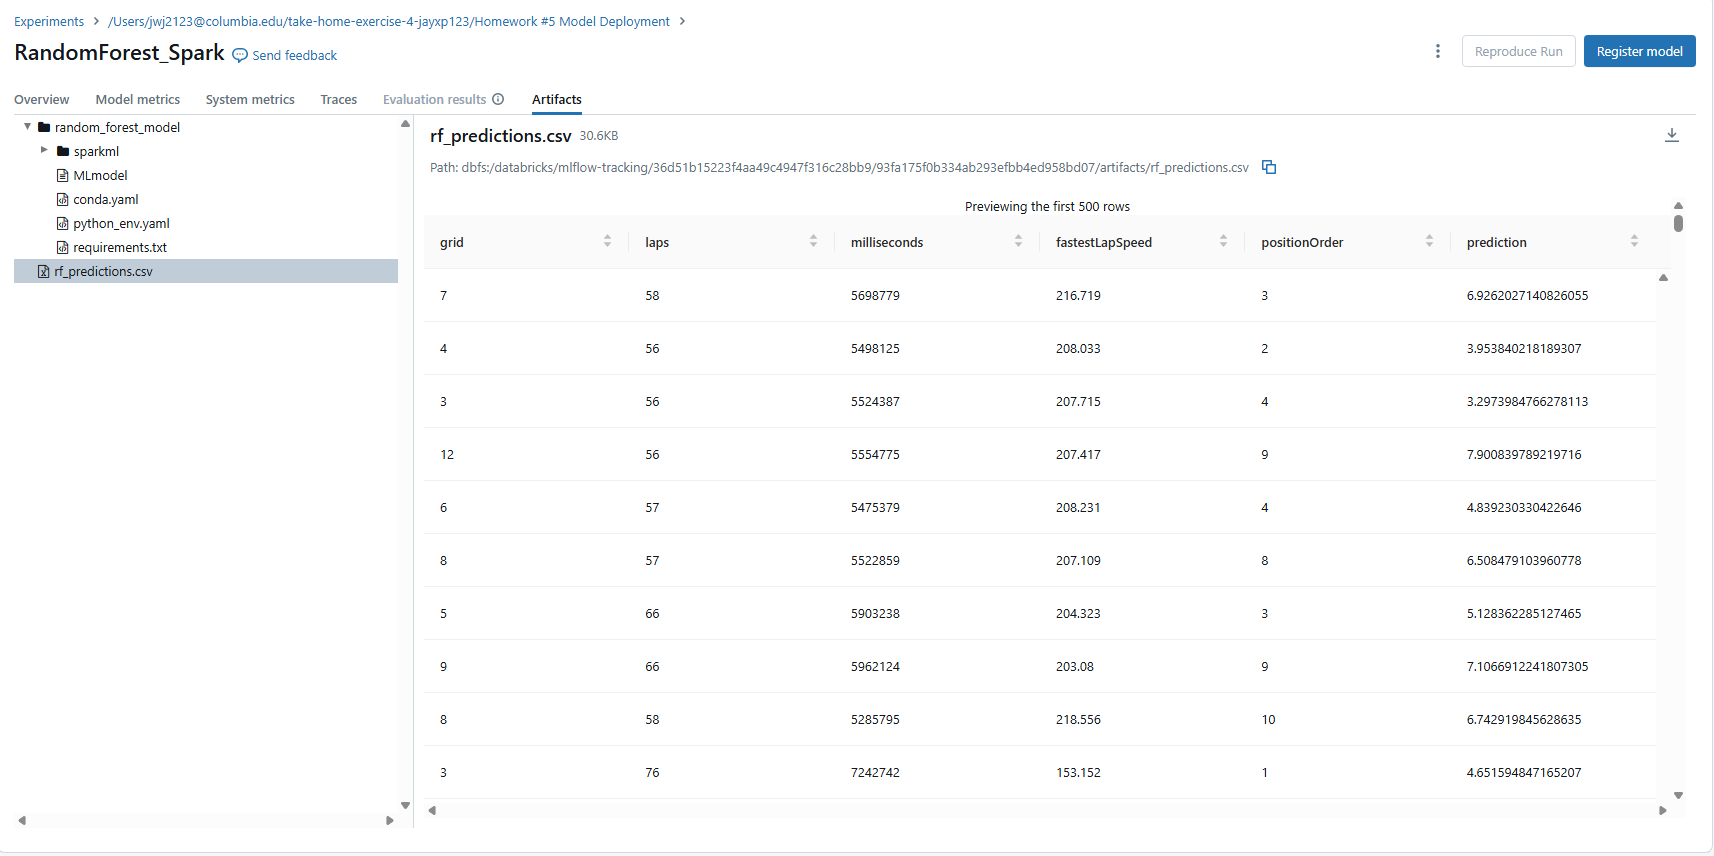 Experiments > /Users/jwj2123@columbia.edu/take-home-exercise-4-jayxp123/Homework #5 Model Deployment >
RandomForest_Spark Send feedback
Reproduce Run Register model
Overview Model metrics System metrics Traces Evaluation results Artifacts
random_forest_model
sparkml
MLmodel
conda.yaml
python_env.yaml
requirements.txt
rf_predictions.csv
rf_predictions.csv 30.6KB
Path: dbfs:/databricks/mlflow-tracking/36d51b15223f4aa49c4947f316c28bb9/93fa175f0b334ab293efbb4ed958bd07/artifacts/rf_predictions.csv
Previewing the first 500 rows
grid laps milliseconds fastestLapSpeed positionOrder prediction
7 58 5698779 216.719 3 6.9262027140826055
4 56 5498125 208.033 2 3.953840218189307
3 56 5524387 207.715 4 3.2973984766278113
12 56 5554775 207.417 9 7.900839789219716
6 57 5475379 208.231 4 4.839230330422646
8 57 5522859 207.109 8 6.508479103960778
5 66 5903238 204.323 3 5.128362285127465
9 66 5962124 203.08 9 7.1066912241807305
8 58 5285795 218.556 10 6.742919845628635
3 76 7242742 153.152 1 4.651594847165207